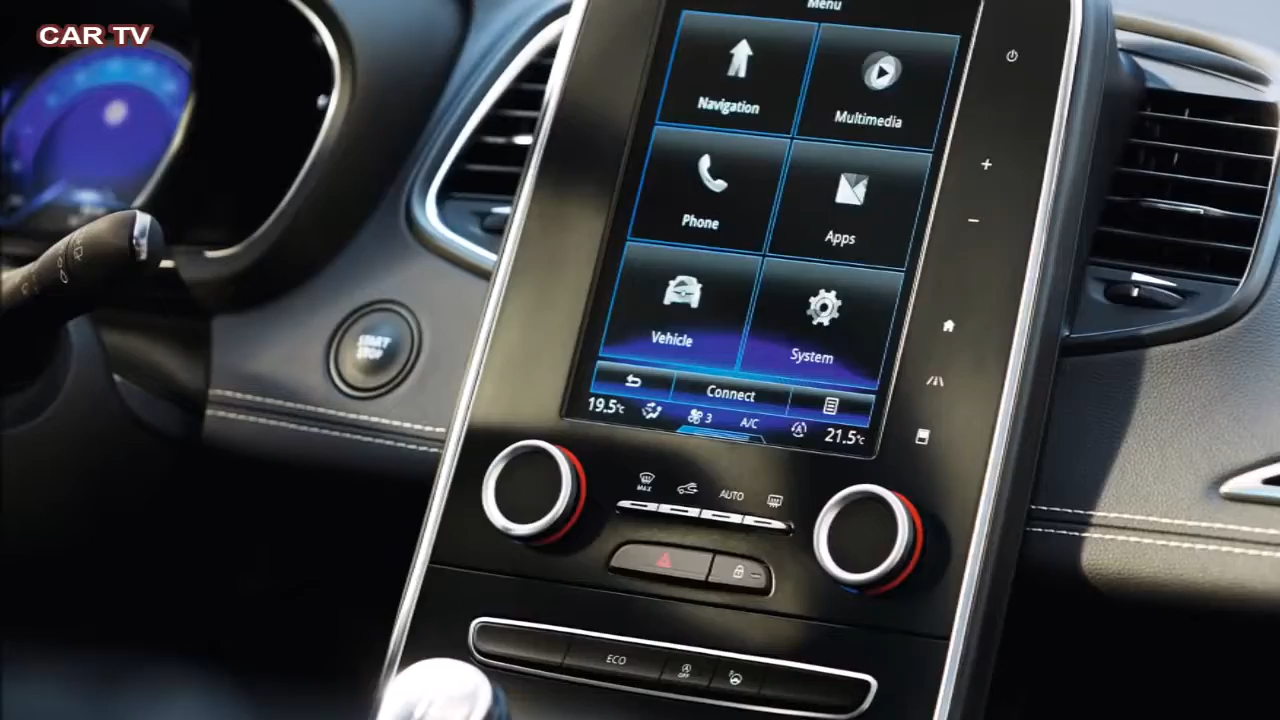 CAR TV
Menu
Navigation
Multimedia
Phone
Apps
Vehicle
System
Connect
19.5°C
3
A/C
21.5°C
+
-
START
STOP
MAX
AUTO
ECO
OFF